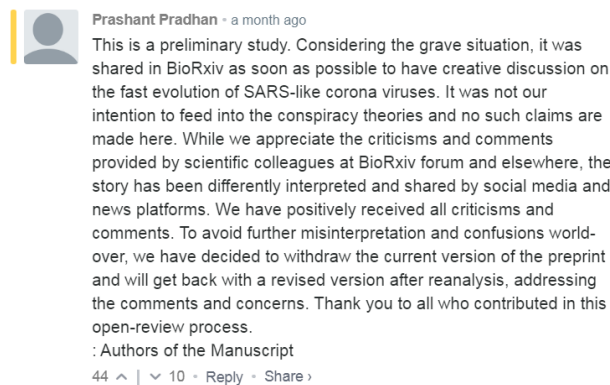 Prashant Pradhan • a month ago
This is a preliminary study. Considering the grave situation, it was
shared in BioRxiv as soon as possible to have creative discussion on
the fast evolution of SARS-like corona viruses. It was not our
intention to feed into the conspiracy theories and no such claims are
made here. While we appreciate the criticisms and comments
provided by scientific colleagues at BioRxiv forum and elsewhere, the
story has been differently interpreted and shared by social media and
news platforms. We have positively received all criticisms and
comments. To avoid further misinterpretation and confusions world-
over, we have decided to withdraw the current version of the preprint
and will get back with a revised version after reanalysis, addressing
the comments and concerns. Thank you to all who contributed in this
open-review process.
: Authors of the Manuscript
44 | 10 • Reply • Share ›